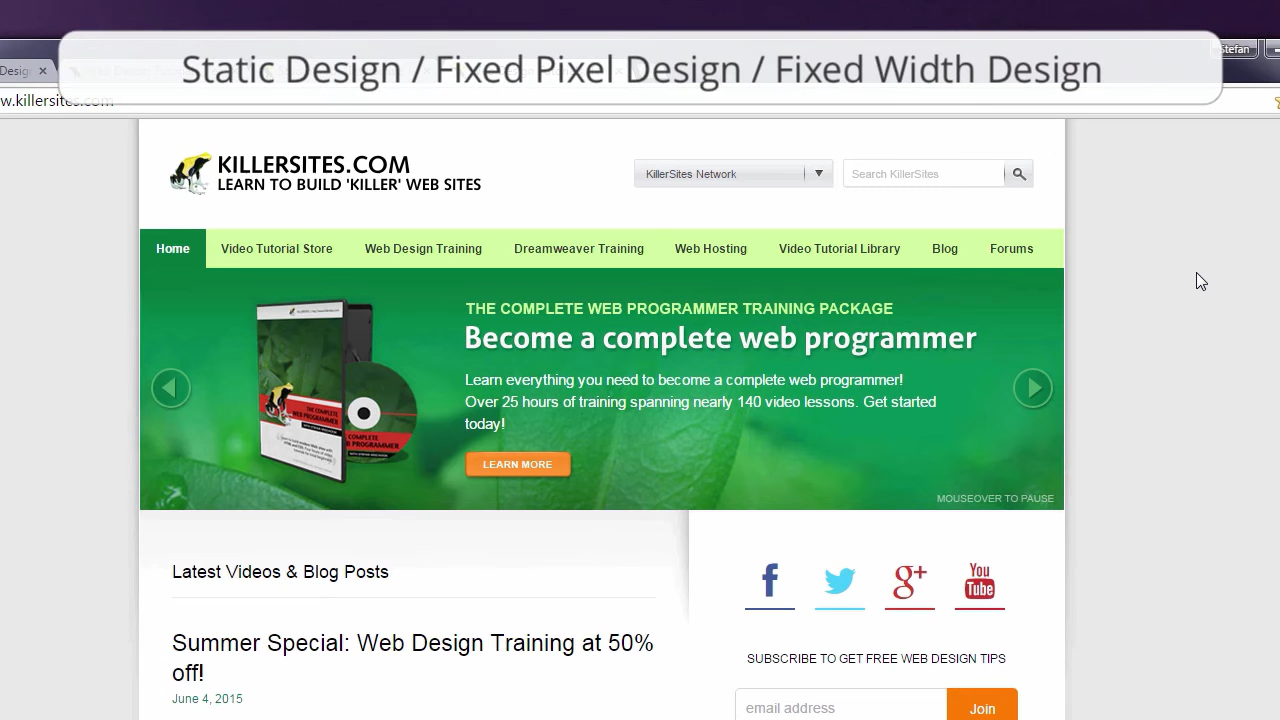 Static Design / Fixed Pixel Design / Fixed Width Design
Stefan
w.killersites.com
KILLERSITES.COM
LEARN TO BUILD 'KILLER' WEB SITES
KillerSites Network
Search KillerSites
Home
Video Tutorial Store
Web Design Training
Dreamweaver Training
Web Hosting
Video Tutorial Library
Blog
Forums
THE COMPLETE WEB PROGRAMMER TRAINING PACKAGE
Become a complete web programmer
Learn everything you need to become a complete web programmer!
Over 25 hours of training spanning nearly 140 video lessons. Get started
today!
LEARN MORE
MOUSEOVER TO PAUSE
Latest Videos & Blog Posts
Summer Special: Web Design Training at 50%
off!
June 4, 2015
You
Tube
SUBSCRIBE TO GET FREE WEB DESIGN TIPS
email address
Join